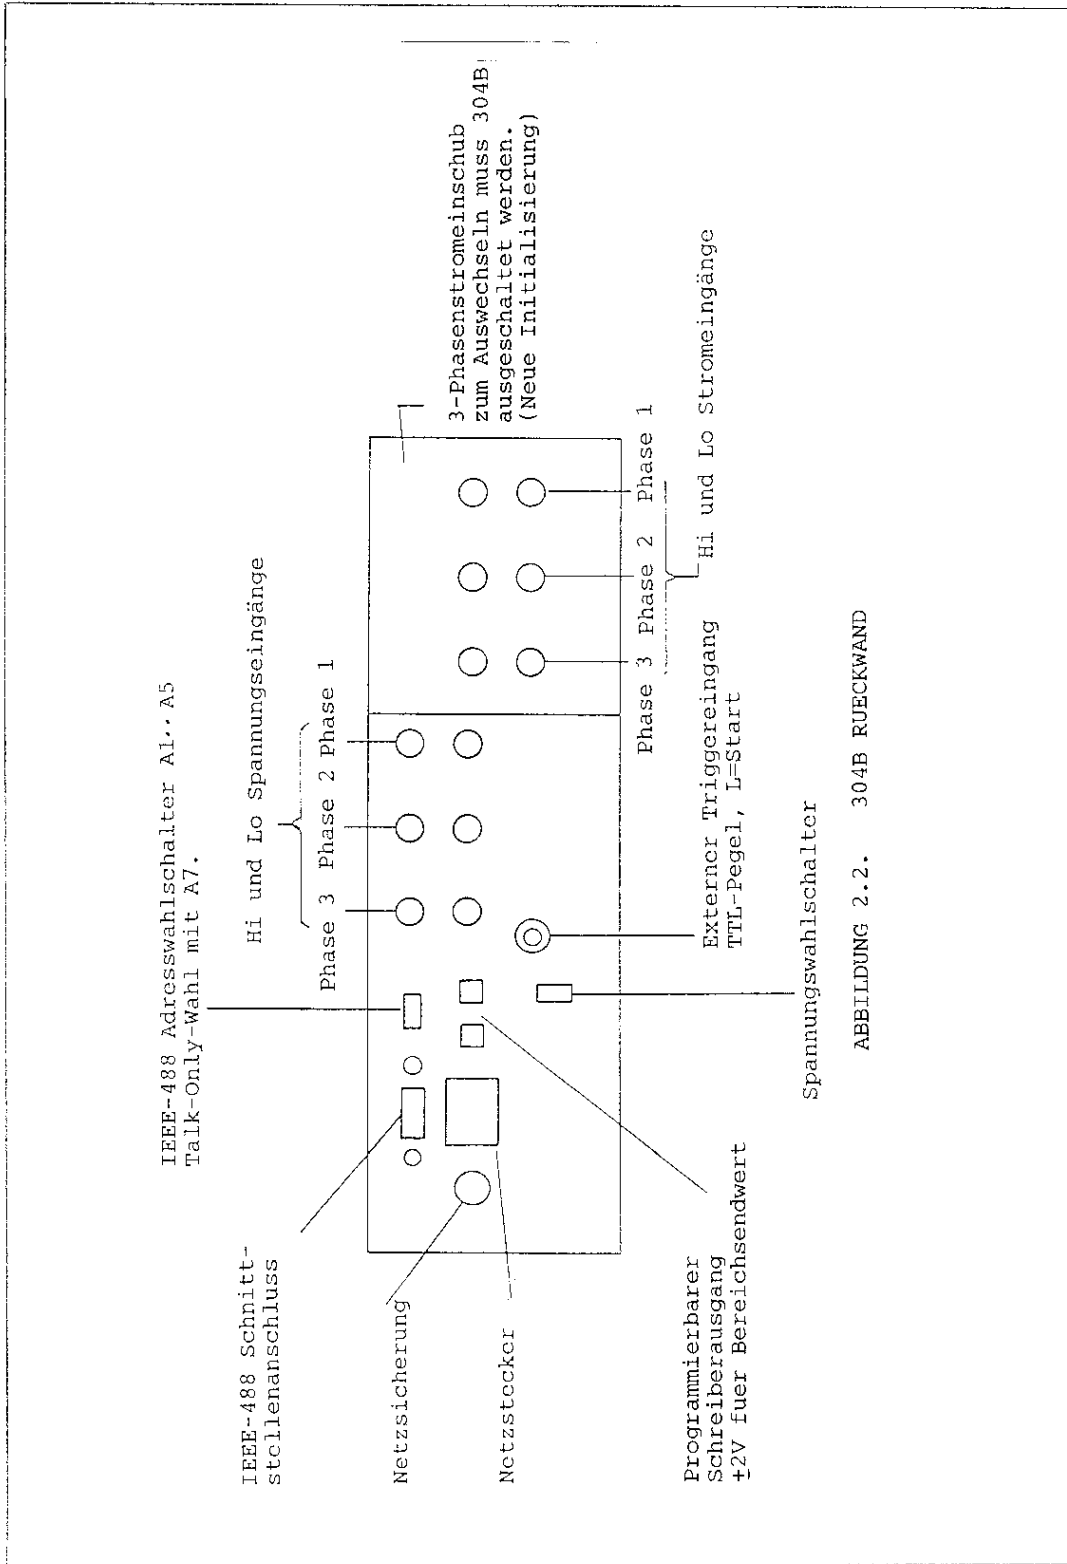 IEEE-488 Adresswahlschalter A1.. A5
Talk-Only-Wahl mit A7.
IEEE-488 Schnitt-
stellenanschluss
Hi und Lo Spannungseingänge
Phase 3 Phase 2 Phase 1
3-Phasenstromeinschub
zum Auswechseln muss 304B
ausgeschaltet werden.
(Neue Initialisierung)
Netzsicherung
Netzstecker
Phase 3 Phase 2 Phase 1
Hi und Lo Stromeingänge
Programmierbarer
Schreiberausgang
±2V fuer Bereichsendwert
Externer Triggereingang
TTL-Pegel, L=Start
Spannungswahlschalter
ABBILDUNG 2.2. 304B RUECKWAND